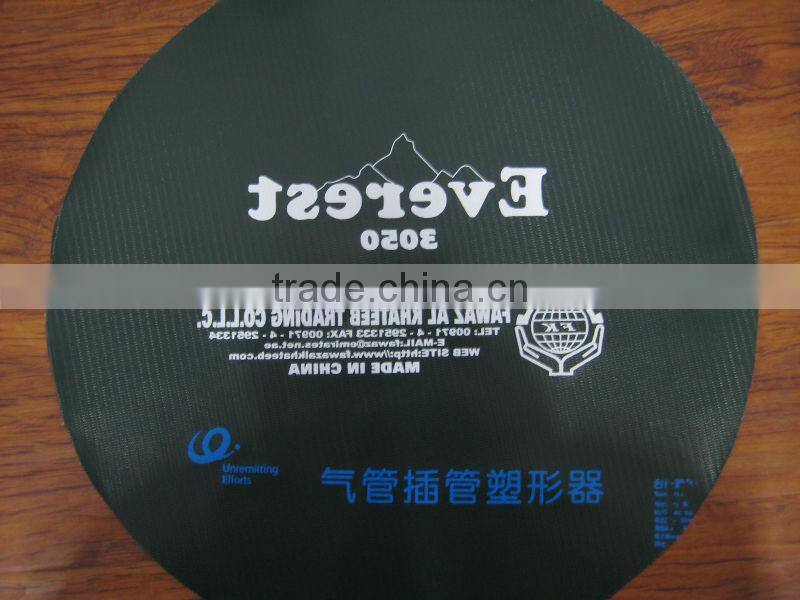 Everest
3050
trade.china.cn
FAWAZ AL KHATEEB TRADiNG CO.L.L.C.
TEL: 00971 - 4 - 2951333 FAX: 00971 - 4 - 2951334
E-MAIL:fawaz@emirates.net.ae
WEB SITE:http//www.fawazalkhateeb.com
MADE IN CHINA
FK
Unremitting
Efforts
气管插管塑形器